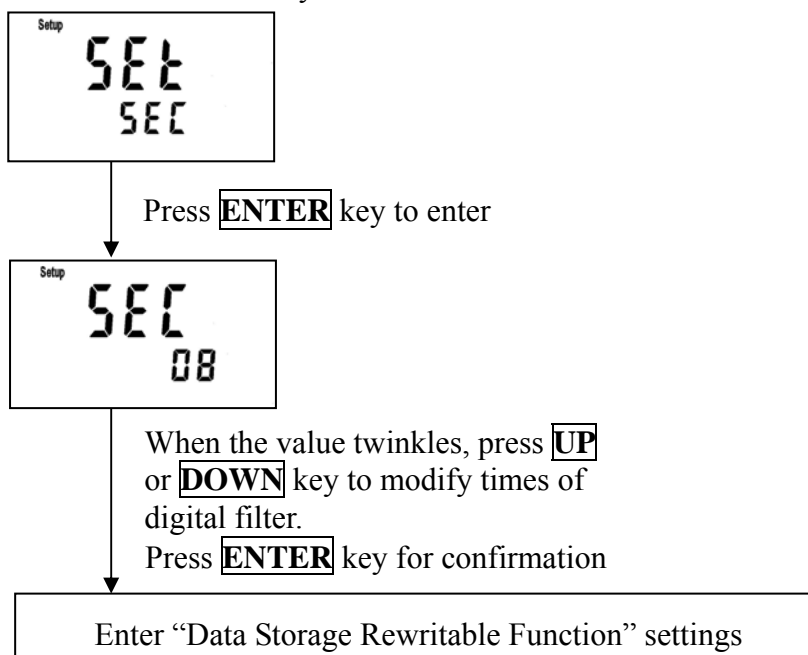 Setup
SEt
SEC
Press ENTER key to enter
Setup
SEC
08
When the value twinkles, press UP
or DOWN key to modify times of
digital filter.
Press ENTER key for confirmation
Enter “Data Storage Rewritable Function” settings